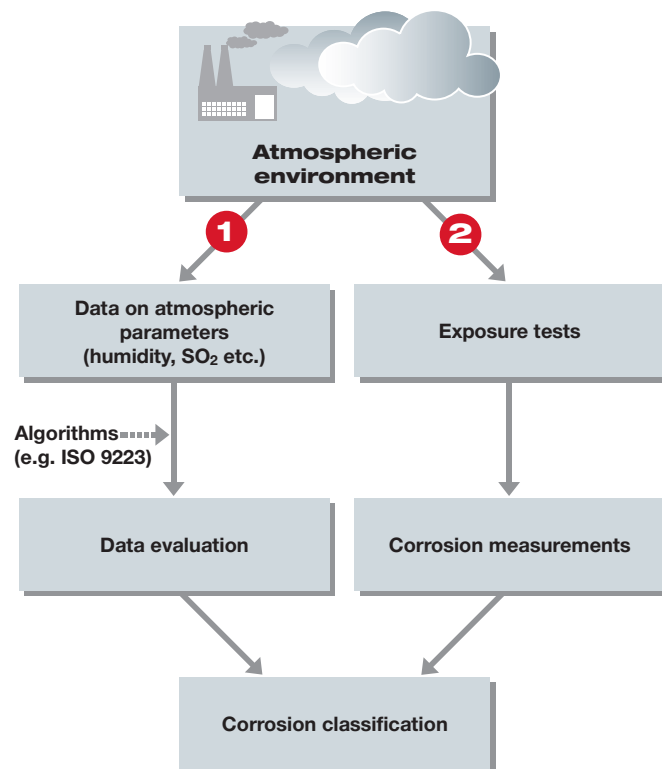 Atmospheric
environment
1
2
Data on atmospheric
parameters
(humidity, SO₂ etc.)
Exposure tests
Algorithms
(e.g. ISO 9223)
Data evaluation
Corrosion measurements
Corrosion classification